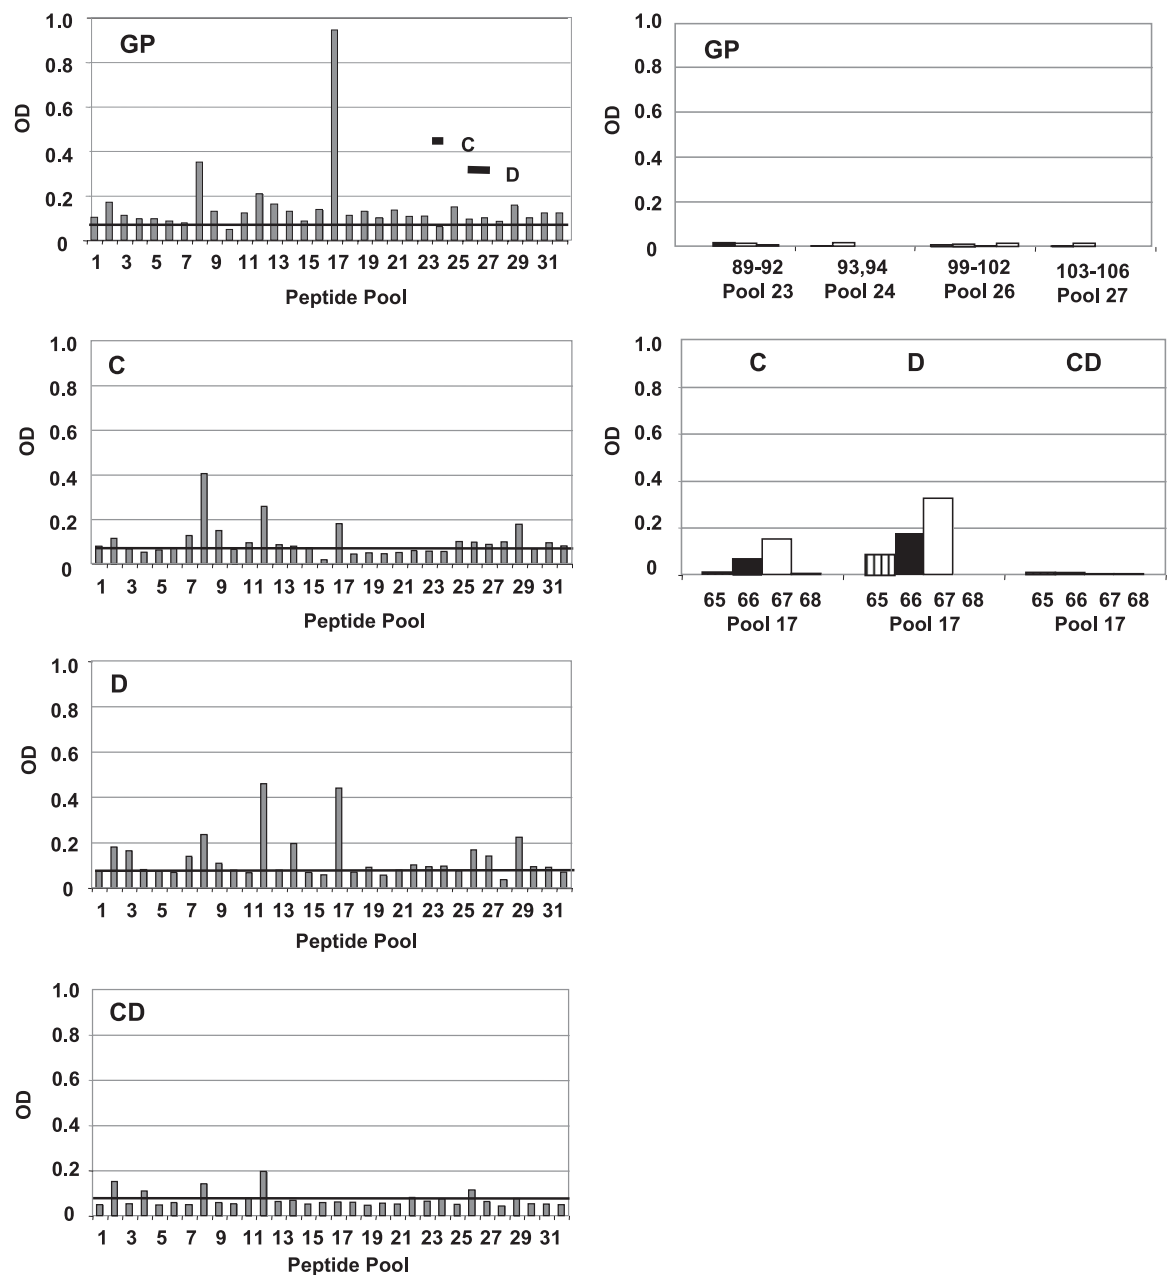 1.0
GP
0.8
0.6
OD
0.4
C
D
0.2
0
1 3 5 7 9 11 13 15 17 19 21 23 25 27 29 31
Peptide Pool
1.0
C
0.8
0.6
OD
0.4
0.2
0
1 3 5 7 9 11 13 15 17 19 21 23 25 27 29 31
Peptide Pool
1.0
D
0.8
0.6
OD
0.4
0.2
0
1 3 5 7 9 11 13 15 17 19 21 23 25 27 29 31
Peptide Pool
1.0
CD
0.8
0.6
OD
0.4
0.2
0
1 3 5 7 9 11 13 15 17 19 21 23 25 27 29 31
Peptide Pool
1.0
GP
0.8
0.6
OD
0.4
0.2
0
89-92 93,94 99-102 103-106
Pool 23 Pool 24 Pool 26 Pool 27
1.0
C D CD
0.8
0.6
OD
0.4
0.2
0
65 66 67 68 65 66 67 68 65 66 67 68
Pool 17 Pool 17 Pool 17